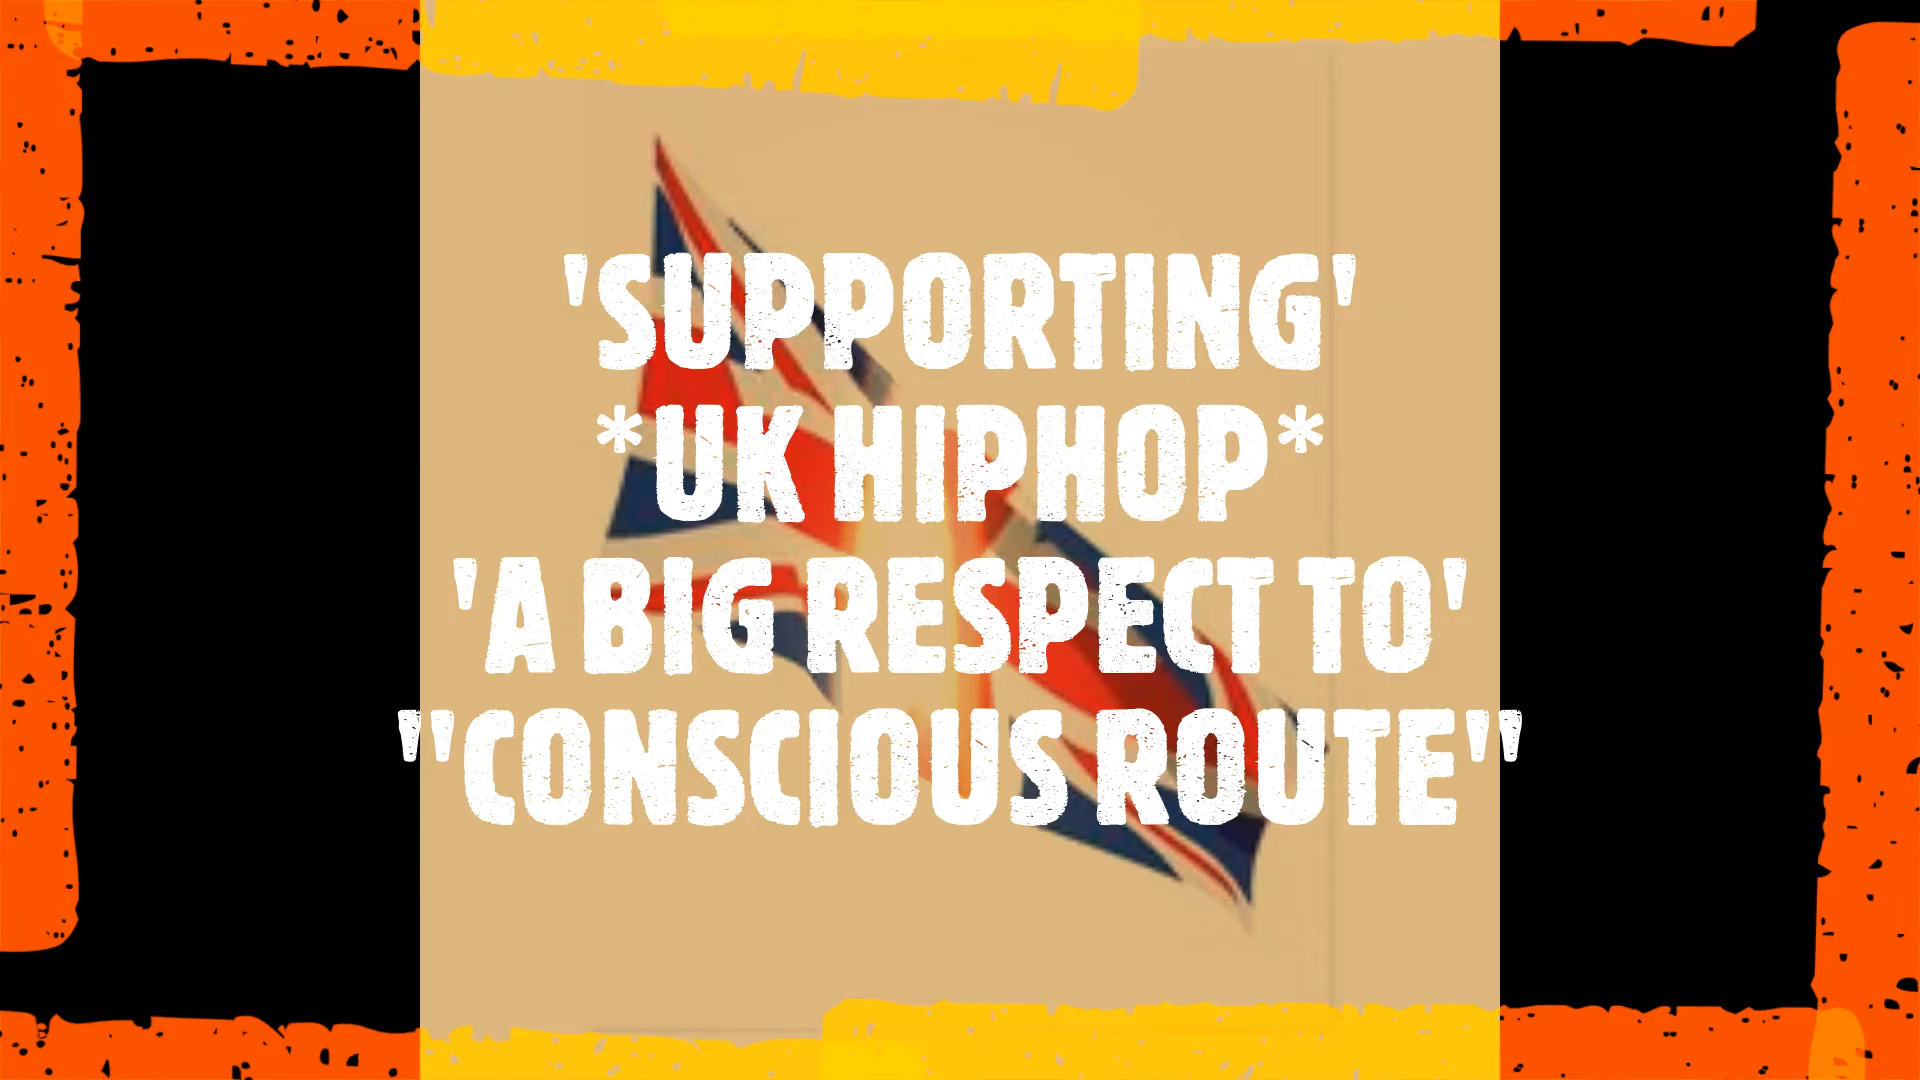 'SUPPORTING'
*UK HIPHOP*
'A BIG RESPECT TO'
"CONSCIOUS ROUTE"